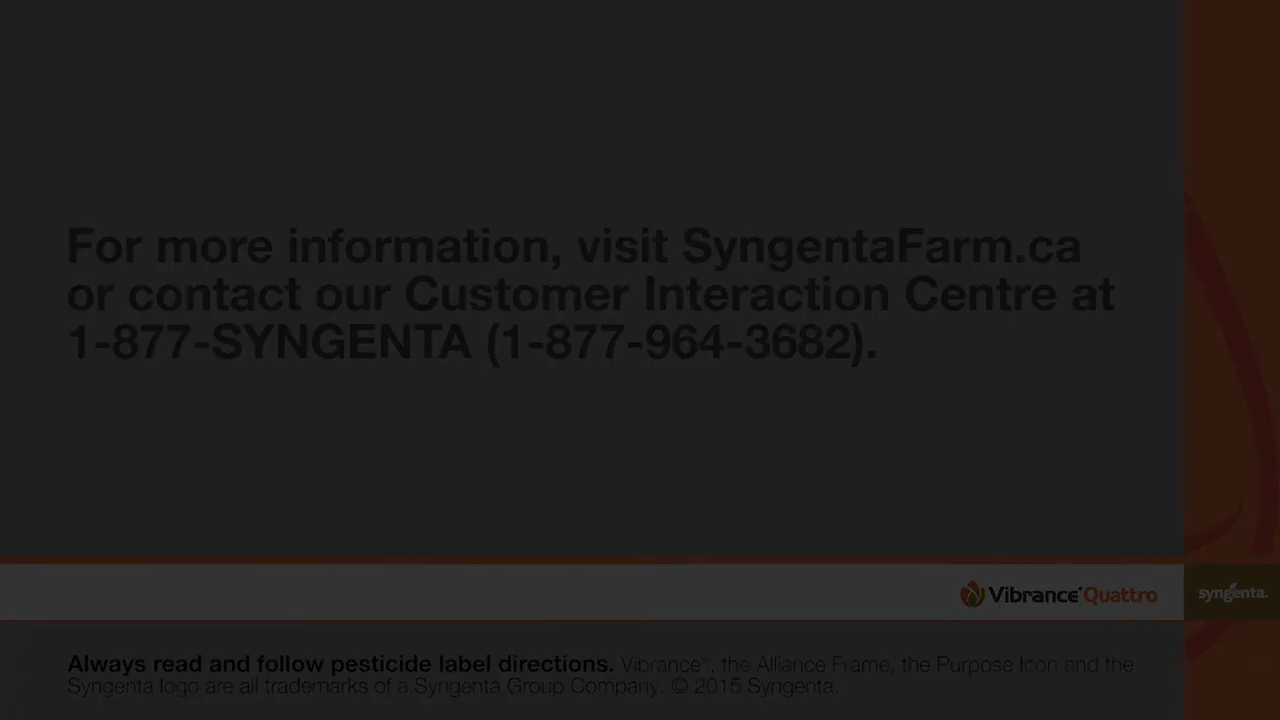 For more information, visit SyngentaFarm.ca
or contact our Customer Interaction Centre at
1-877-SYNGENTA (1-877-964-3682).
Vibrance® Quattro
syngenta.
Always read and follow pesticide label directions. Vibrance®, the Alliance Frame, the Purpose Icon and the
Syngenta logo are all trademarks of a Syngenta Group Company. © 2015 Syngenta.